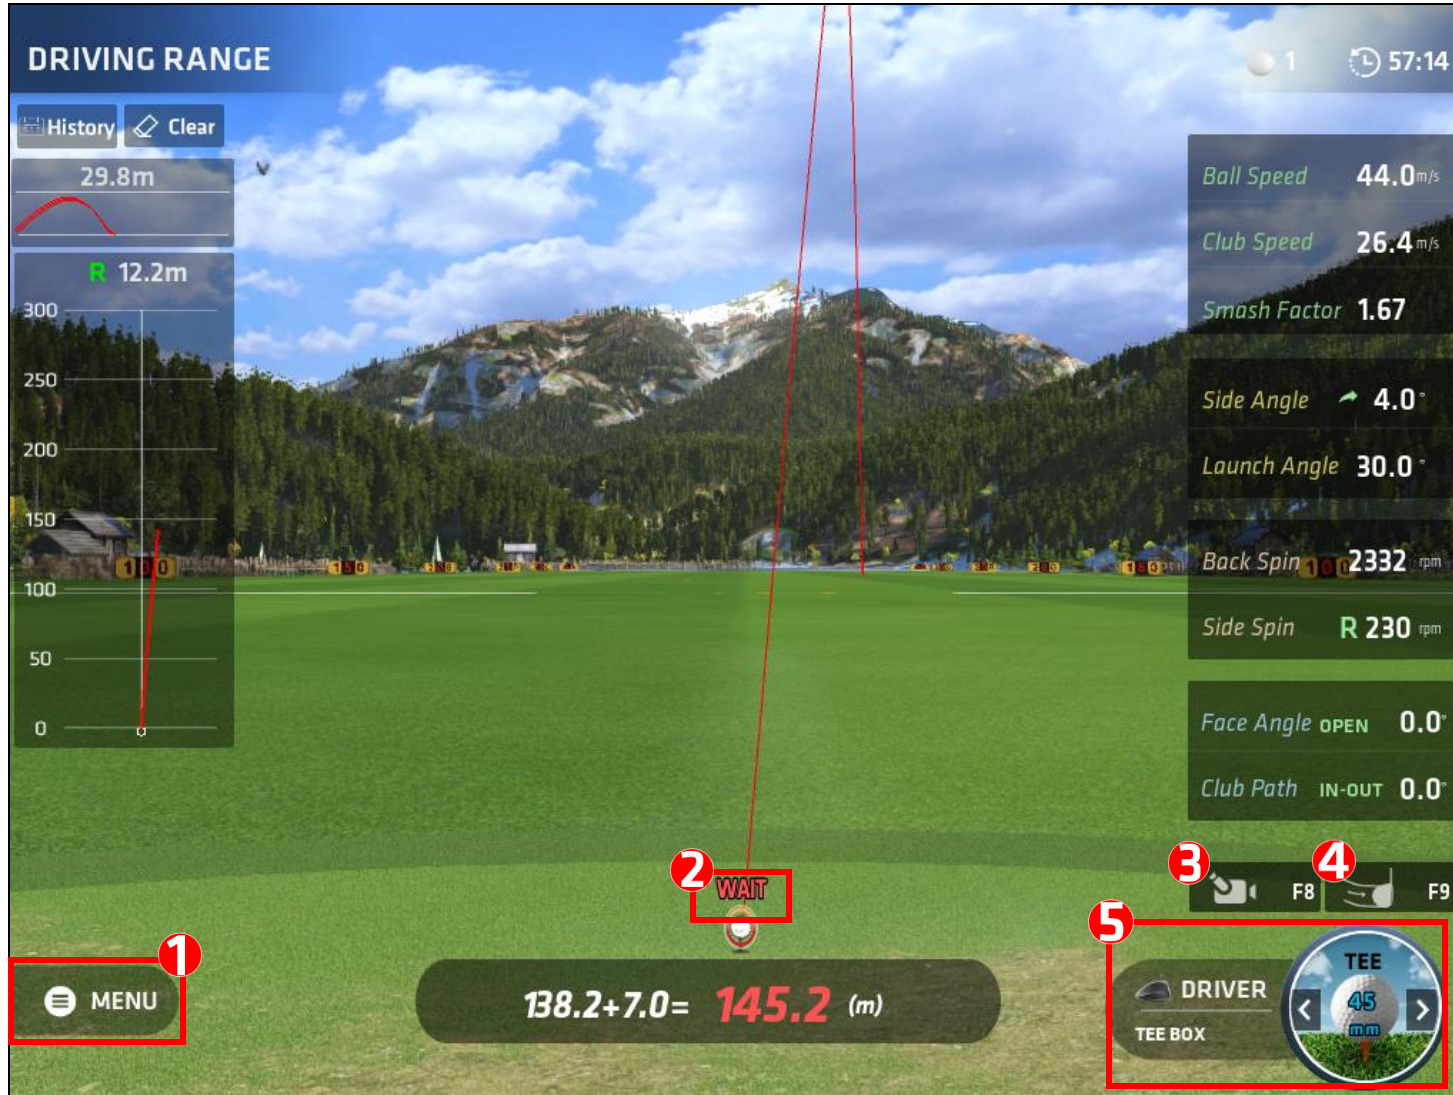 DRIVING RANGE
1
57:14
History
Clear
29.8m
R 12.2m
300
250
200
150
100
50
0
100
150
Ball Speed 44.0 m/s
Club Speed 26.4 m/s
Smash Factor 1.67
Side Angle 4.0°
Launch Angle 30.0°
Back Spin 2332 rpm
Side Spin R 230 rpm
Face Angle OPEN 0.0°
Club Path IN-OUT 0.0°
2
WAIT
3
F8
4
F9
1
MENU
138.2+7.0= 145.2 (m)
5
DRIVER
TEE BOX
TEE
45
mm